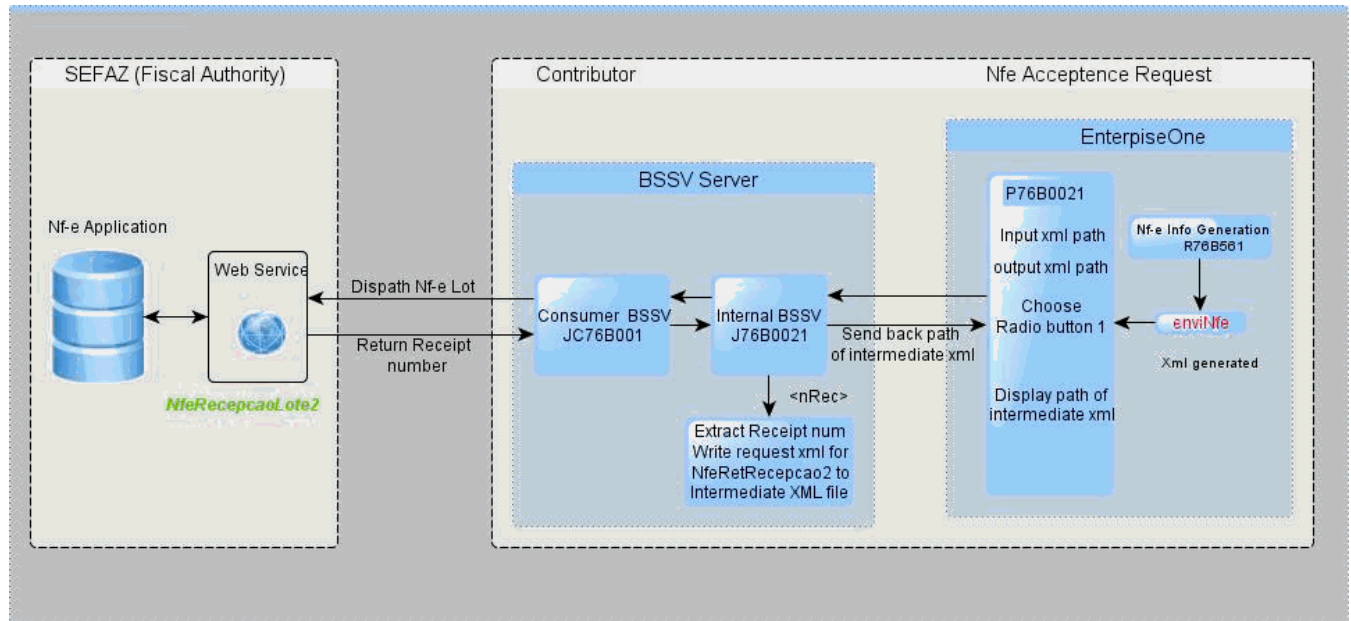 SEFAZ (Fiscal Authority)
Contributor
Nfe Acceptence Request
EnterpiseOne
BSSV Server
P76B0021
Input xml path
output xml path
Choose
Radio button 1
Display path of
intermediate xml
Nf-e Info Generation
R76B561
enviNfe
Xml generated
Nf-e Application
Web Service
NfeRecepcaoLote2
Dispath Nf-e Lot
Return Receipt
number
Consumer BSSV
JC76B001
Internal BSSV
J76B0021
Send back path
of intermediate xml
<nRec>
Extract Receipt num
Write request xml for
NfeRetRecepcao2 to
Intermediate XML file